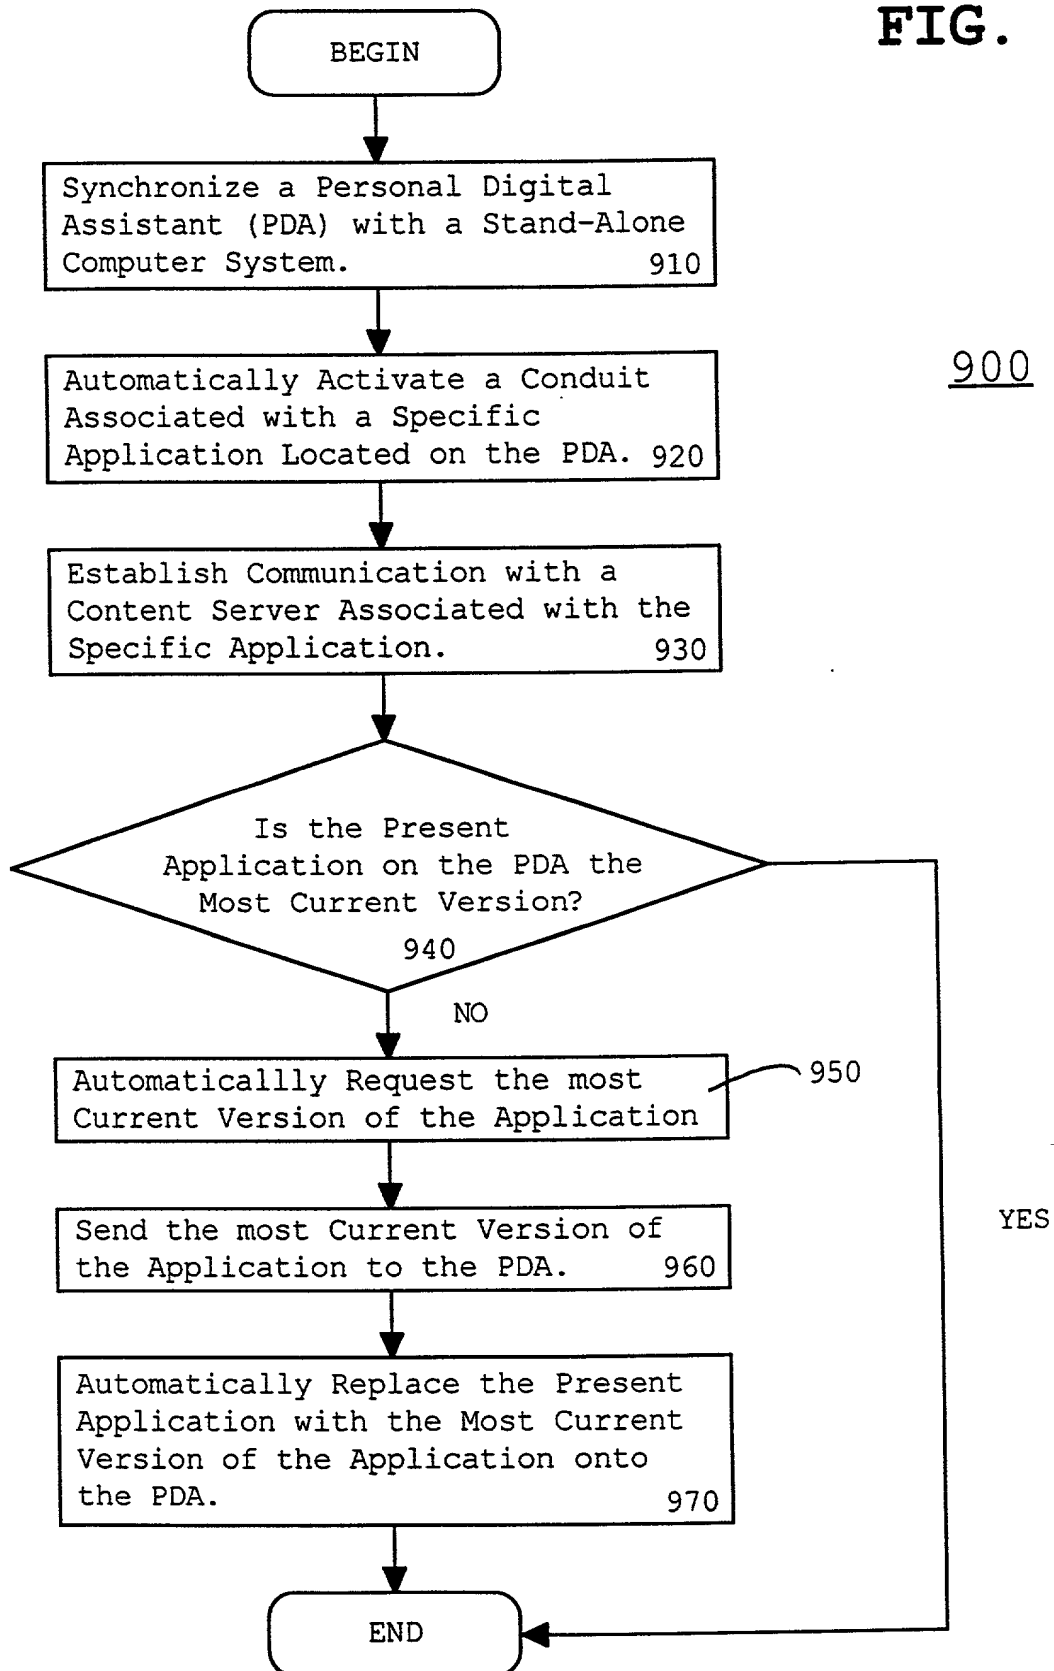 FIG.
BEGIN
Synchronize a Personal Digital
Assistant (PDA) with a Stand-Alone
Computer System.
910
900
Automatically Activate a Conduit
Associated with a Specific
Application Located on the PDA.
920
Establish Communication with a
Content Server Associated with the
Specific Application.
930
Is the Present
Application on the PDA the
Most Current Version?
940
NO
Automaticallly Request the most
Current Version of the Application
950
Send the most Current Version of
the Application to the PDA.
960
YES
Automatically Replace the Present
Application with the Most Current
Version of the Application onto
the PDA.
970
END